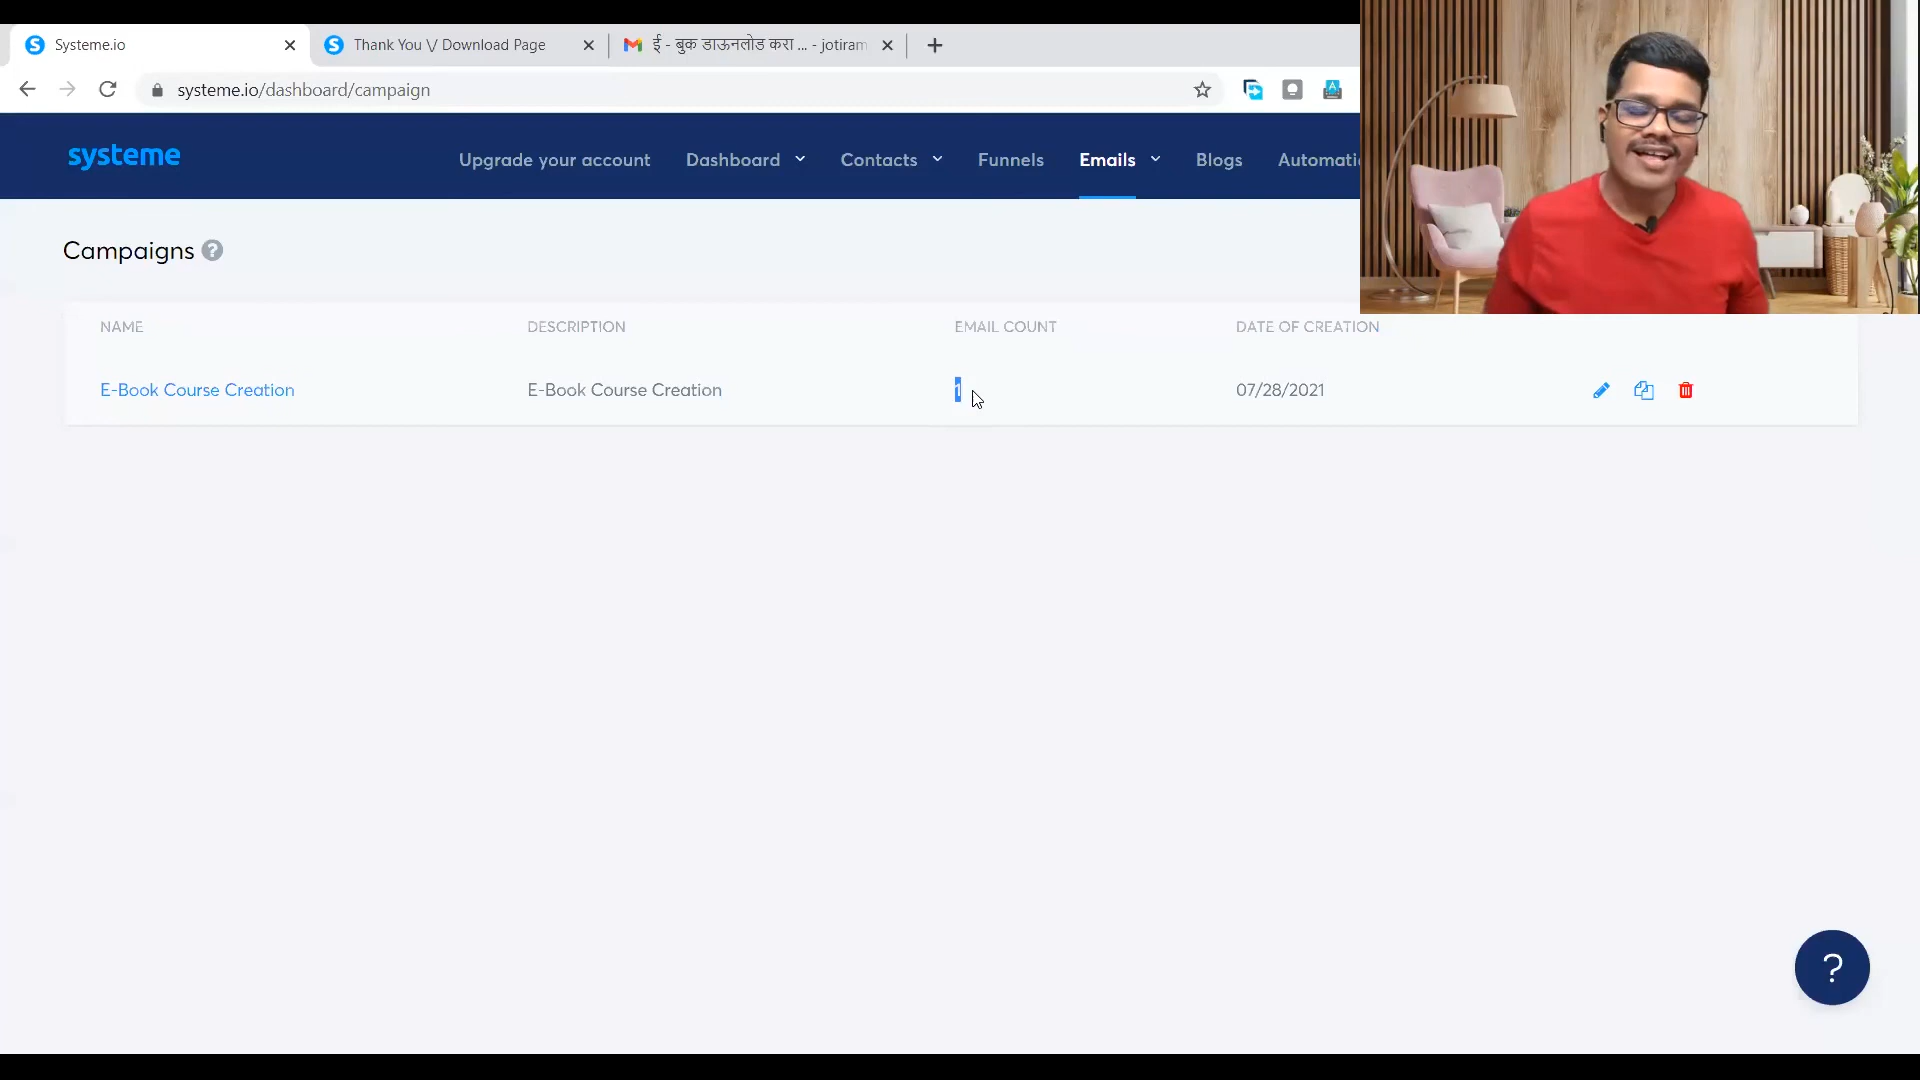 Systeme.io
Thank You \/ Download Page
ई - बुक डाऊनलोड करा ... - jotiram
systeme.io/dashboard/campaign
systeme
Upgrade your account
Dashboard
Contacts
Funnels
Emails
Blogs
Automati
Campaigns ?
NAME
DESCRIPTION
EMAIL COUNT
DATE OF CREATION
E-Book Course Creation
E-Book Course Creation
1
07/28/2021
?